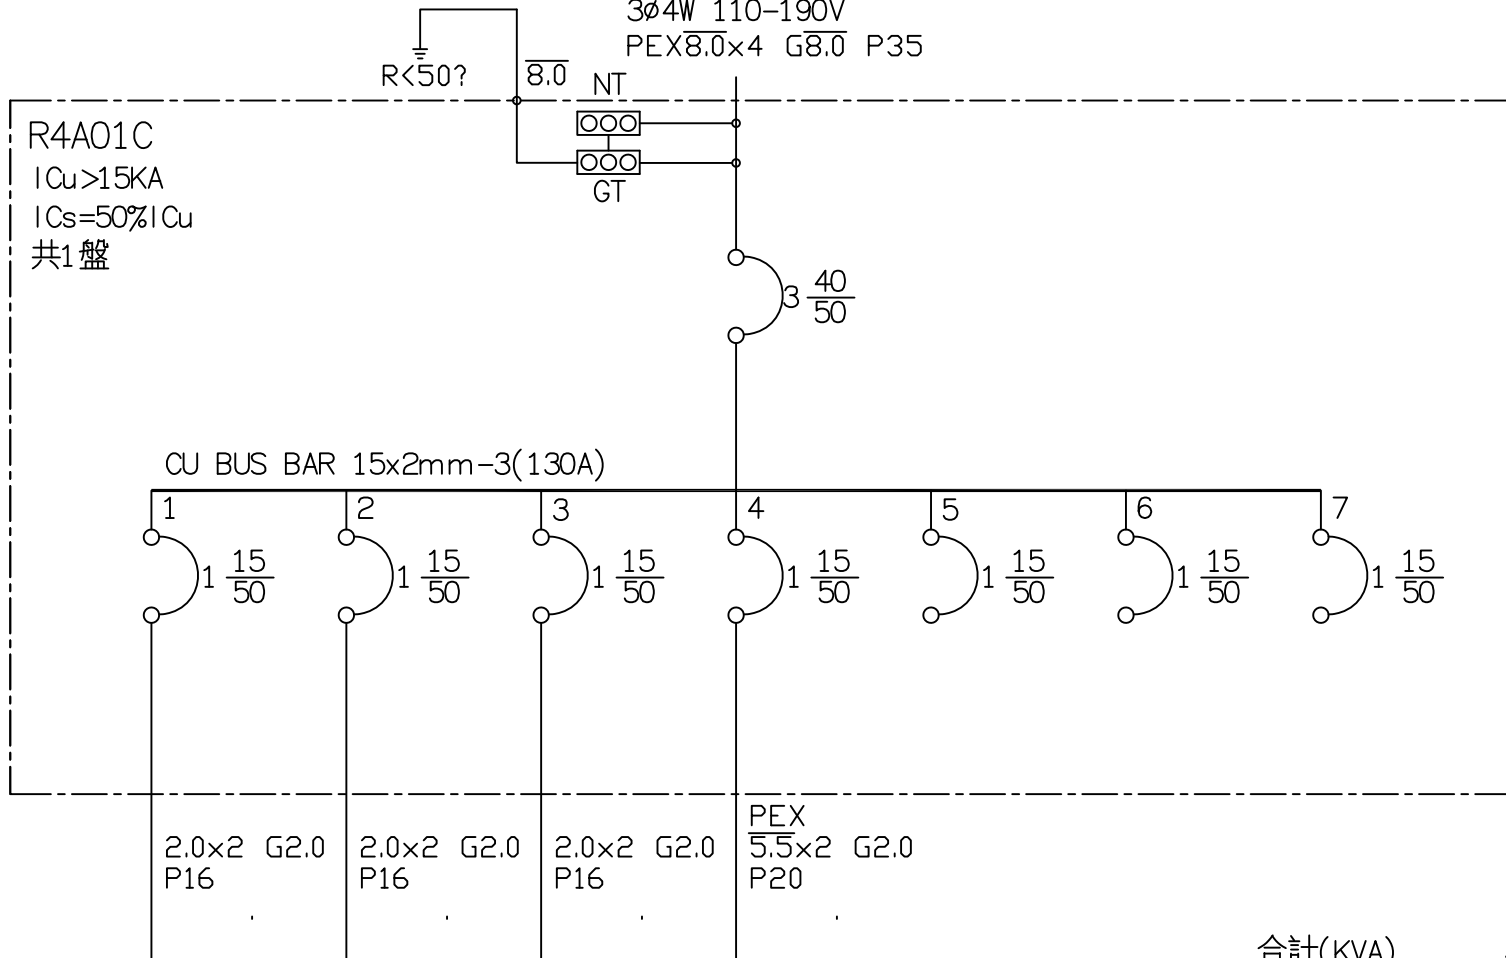 3ø4W 110-190V
PEX8.0x4 G8.0 P35
R<50?
8.0
NT
GT
R4A01C
ICu>15KA
ICs=50%ICu
共1盤
3 40
50
CU BUS BAR 15x2mm-3(130A)
1 2 3 4 5 6 7
1 15 1 15 1 15 1 15 1 15 1 15 1 15
50 50 50 50 50 50 50
PEX
2.0x2 G2.0 2.0x2 G2.0 2.0x2 G2.0 5.5x2 G2.0
P16 P16 P16 P20
合計(KVA)